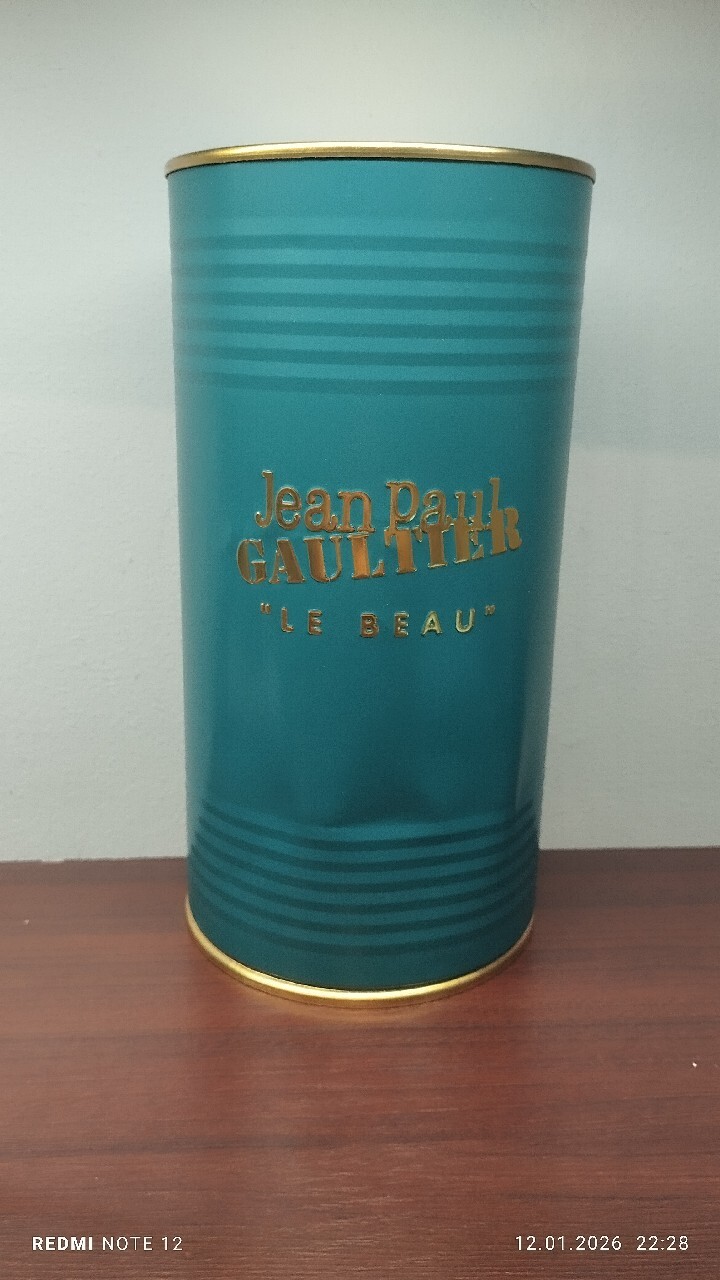 Jean Paul
GAULTIER
"LE BEAU"
REDMI NOTE 12
12.01.2026 22:28